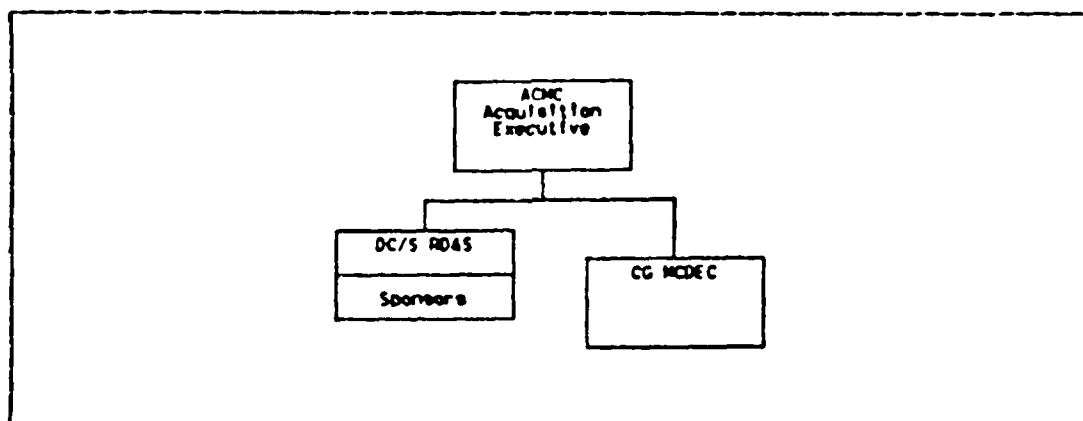 ACMC
Acquisition
Executive
DC/S RD&S
Sponsors
CG MCDEC